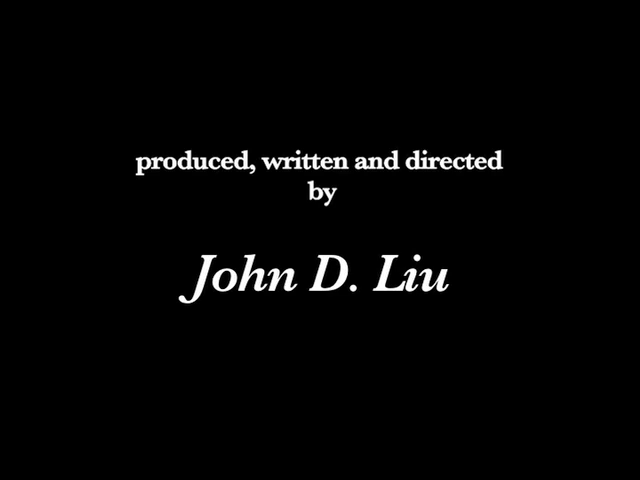 produced, written and directed
by
John D. Liu